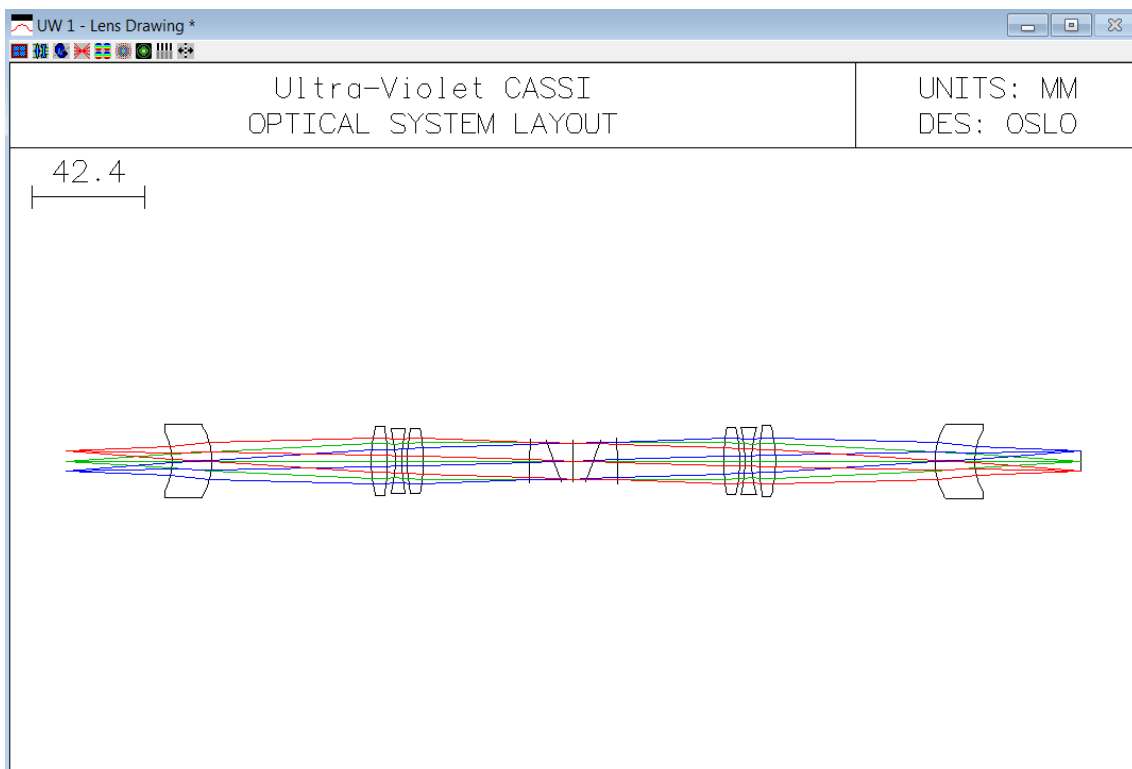 UW 1 - Lens Drawing *
Ultra-Violet CASSI
OPTICAL SYSTEM LAYOUT
UNITS: MM
DES: OSLO
42.4